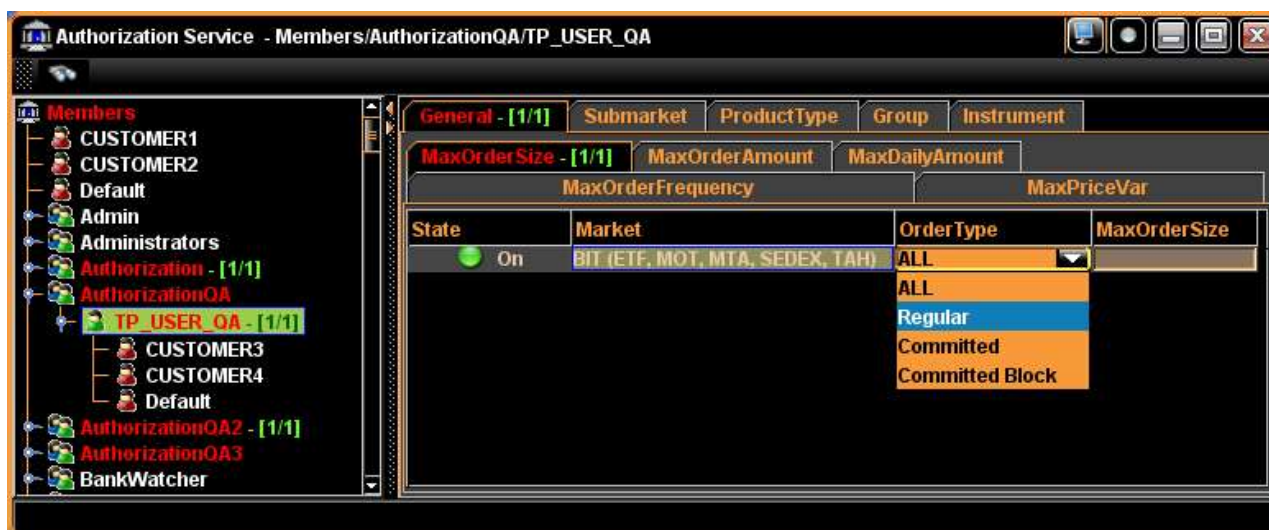 Authorization Service - Members/AuthorizationQA/TP_USER_QA
Members
CUSTOMER1
CUSTOMER2
Default
Admin
Administrators
Authorization - [1/1]
AuthorizationQA
TP_USER_QA - [1/1]
CUSTOMER3
CUSTOMER4
Default
AuthorizationQA2 - [1/1]
AuthorizationQA3
BankWatcher
General - [1/1] Submarket ProductType Group Instrument
MaxOrderSize - [1/1] MaxOrderAmount MaxDailyAmount
MaxOrderFrequency MaxPriceVar
State Market OrderType MaxOrderSize
On BIT (ETF, MOT, MTA, SEDEX, TAH) ALL
ALL
Regular
Committed
Committed Block